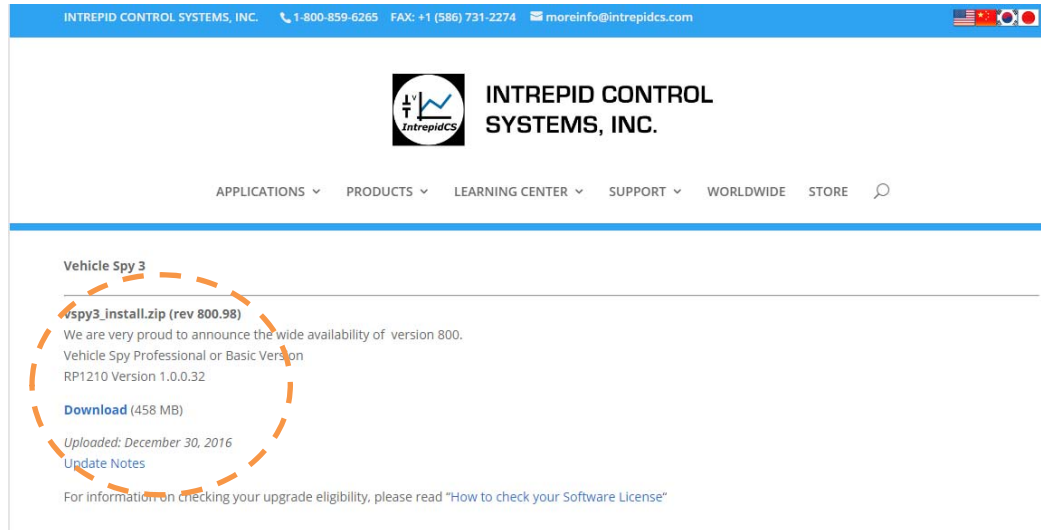 INTREPID CONTROL SYSTEMS, INC. 1-800-859-6265 FAX: +1 (586) 731-2274 moreinfo@intrepidcs.com
IntrepidCS
INTREPID CONTROL
SYSTEMS, INC.
APPLICATIONS PRODUCTS LEARNING CENTER SUPPORT WORLDWIDE STORE
Vehicle Spy 3
vspy3_install.zip (rev 800.98)
We are very proud to announce the wide availability of version 800.
Vehicle Spy Professional or Basic Version
RP1210 Version 1.0.0.32
Download (458 MB)
Uploaded: December 30, 2016
Update Notes
For information on checking your upgrade eligibility, please read "How to check your Software License"